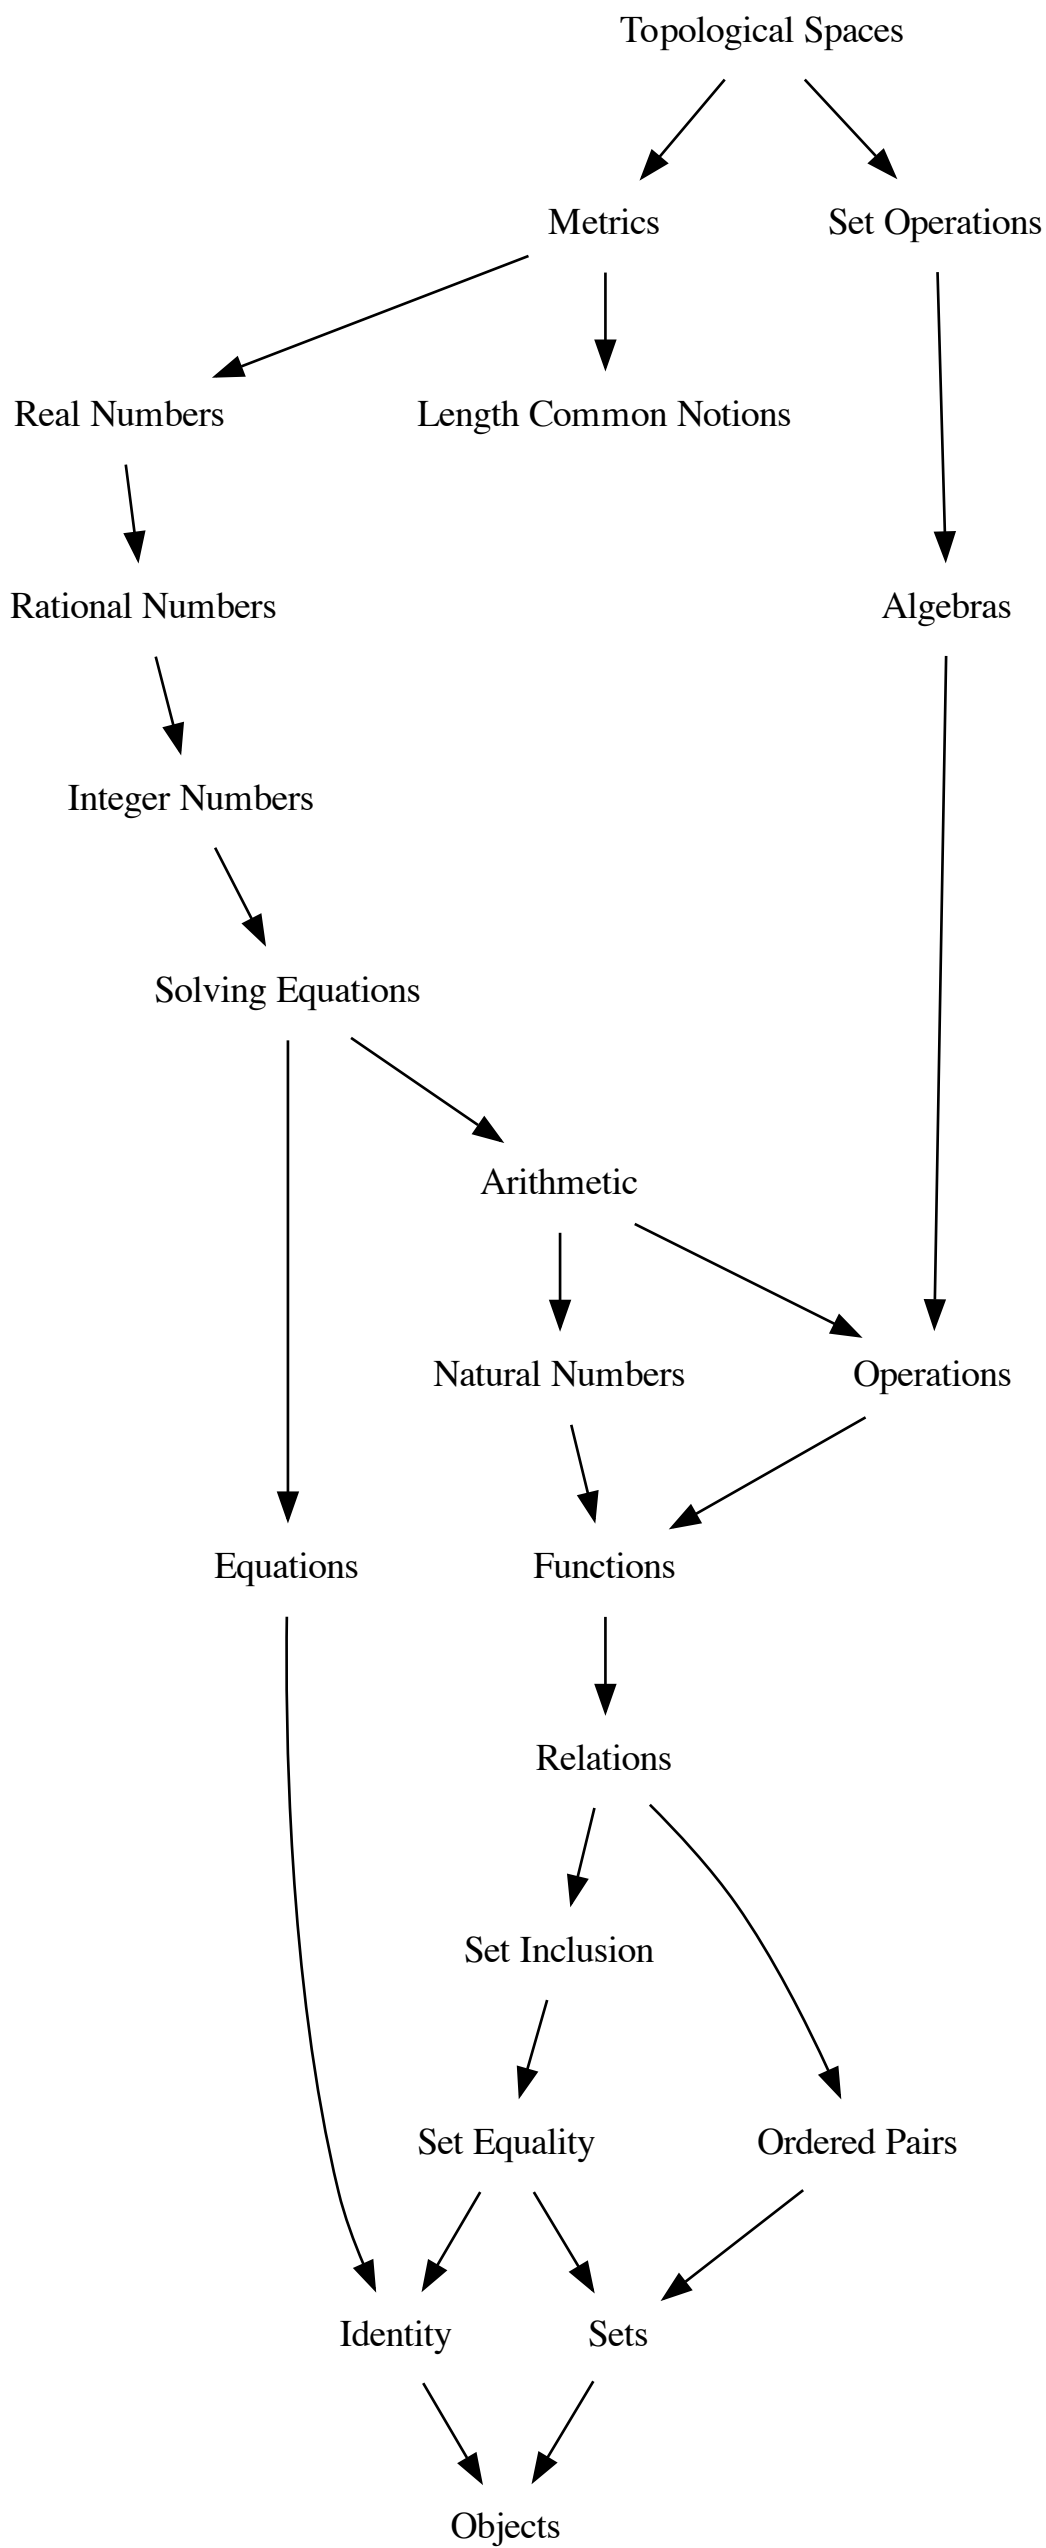 Topological Spaces
Metrics
Set Operations
Real Numbers
Length Common Notions
Rational Numbers
Algebras
Integer Numbers
Solving Equations
Arithmetic
Natural Numbers
Operations
Equations
Functions
Relations
Set Inclusion
Set Equality
Ordered Pairs
Identity
Sets
Objects